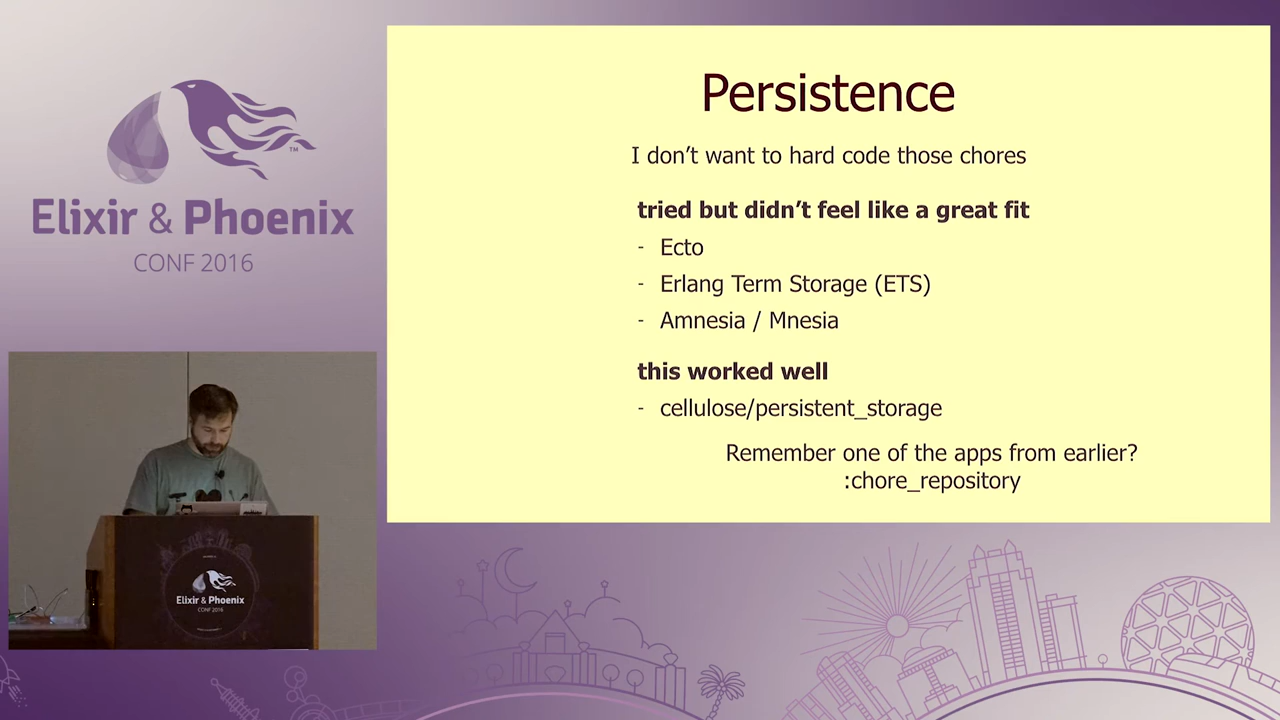 Elixir & Phoenix
TM
CONF 2016
Persistence
I don’t want to hard code those chores
tried but didn’t feel like a great fit
- Ecto
- Erlang Term Storage (ETS)
- Amnesia / Mnesia
this worked well
- cellulose/persistent_storage
Remember one of the apps from earlier?
:chore_repository
Elixir & Phoenix
CONF 2016